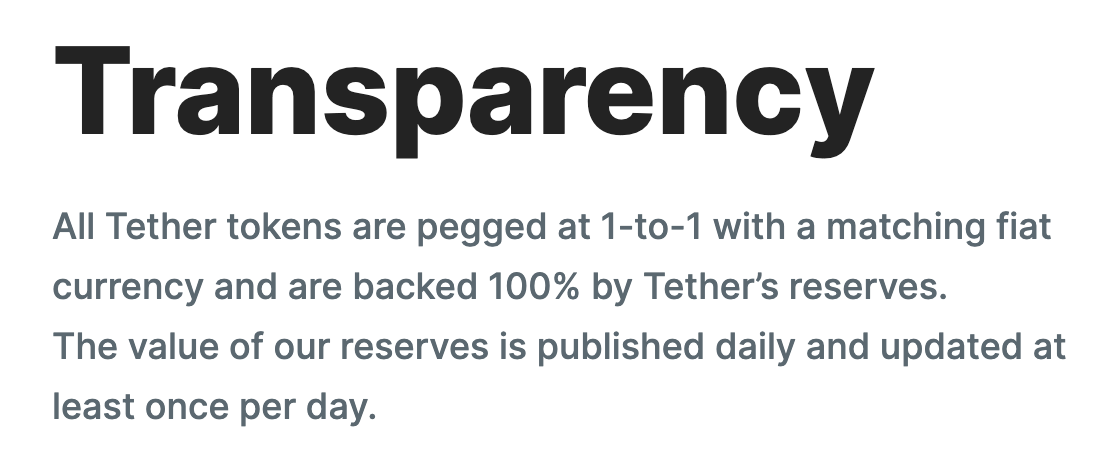 Transparency
All Tether tokens are pegged at 1-to-1 with a matching fiat
currency and are backed 100% by Tether’s reserves.
The value of our reserves is published daily and updated at
least once per day.